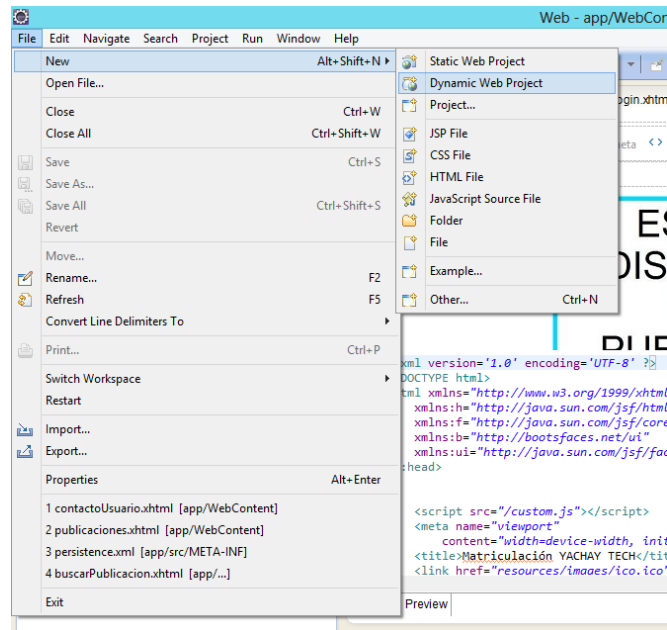 Web - app/WebCon
File Edit Navigate Search Project Run Window Help
New Alt+Shift+N
Open File...
Close Ctrl+W
Close All Ctrl+Shift+W
Save Ctrl+S
Save As...
Save All Ctrl+Shift+S
Revert
Move...
Rename... F2
Refresh F5
Convert Line Delimiters To
Print... Ctrl+P
Switch Workspace
Restart
Import...
Export...
Properties Alt+Enter
1 contactoUsuario.xhtml [app/WebContent]
2 publicaciones.xhtml [app/WebContent]
3 persistence.xml [app/src/META-INF]
4 buscarPublicacion.xhtml [app/...]
Exit
Static Web Project
Dynamic Web Project
Project...
JSP File
CSS File
HTML File
JavaScript Source File
Folder
File
Example...
Other... Ctrl+N
ogin.xhtm
eta <>
ES
DIS
xml version='1.0' encoding='UTF-8' ?>
DOCTYPE html>
tml xmlns="http://www.w3.org/1999/xhtml
xmlns:h="http://java.sun.com/jsf/html
xmlns:f="http://java.sun.com/jsf/core
xmlns:b="http://bootsfaces.net/ui"
xmlns:ui="http://java.sun.com/jsf/fac
:head>
<script src="/custom.js"></script>
<meta name="viewport"
content="width=device-width, init
<title>Matriculación YACHAY TECH</tit
<link href="resources/images/ico.ico"
Preview